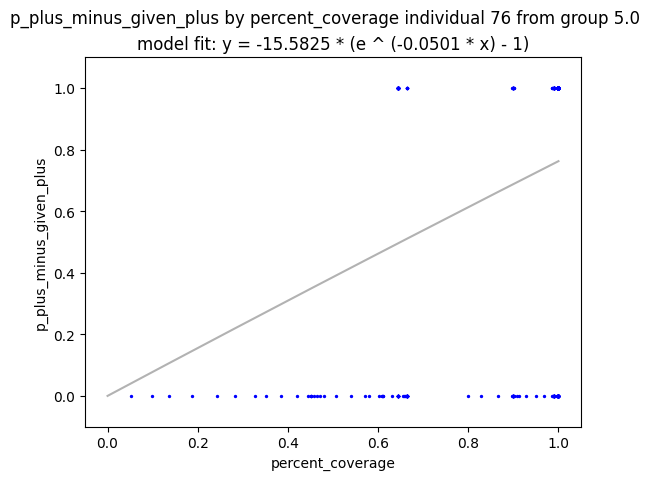 p_plus_minus_given_plus by percent_coverage individual 76 from group 5.0
model fit: y = -15.5825 * (e ^ (-0.0501 * x) - 1)
p_plus_minus_given_plus
1.0
0.8
0.6
0.4
0.2
0.0
0.0 0.2 0.4 0.6 0.8 1.0
percent_coverage